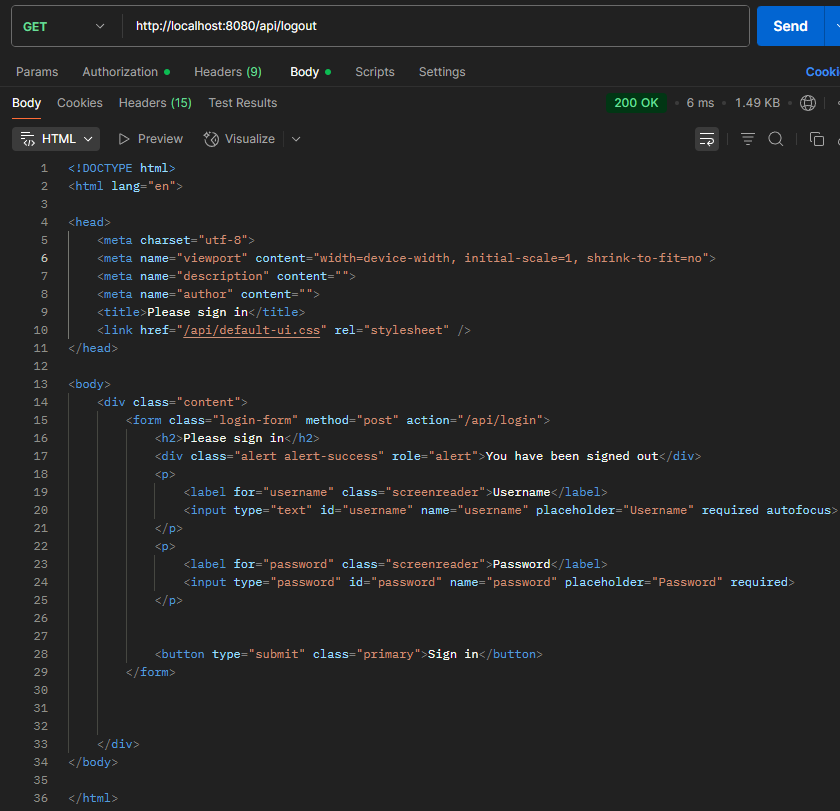 GET http://localhost:8080/api/logout Send
Params Authorization Headers (9) Body Scripts Settings Cooki
Body Cookies Headers (15) Test Results 200 OK • 6 ms • 1.49 KB •
HTML Preview Visualize
1 <!DOCTYPE html>
2 <html lang="en">
3
4 <head>
5 <meta charset="utf-8">
6 <meta name="viewport" content="width=device-width, initial-scale=1, shrink-to-fit=no">
7 <meta name="description" content="">
8 <meta name="author" content="">
9 <title>Please sign in</title>
10 <link href="/api/default-ui.css" rel="stylesheet" />
11 </head>
12
13 <body>
14 <div class="content">
15 <form class="login-form" method="post" action="/api/login">
16 <h2>Please sign in</h2>
17 <div class="alert alert-success" role="alert">You have been signed out</div>
18 <p>
19 <label for="username" class="screenreader">Username</label>
20 <input type="text" id="username" name="username" placeholder="Username" required autofocus>
21 </p>
22 <p>
23 <label for="password" class="screenreader">Password</label>
24 <input type="password" id="password" name="password" placeholder="Password" required>
25 </p>
26
27
28 <button type="submit" class="primary">Sign in</button>
29 </form>
30
31
32
33 </div>
34 </body>
35
36 </html>